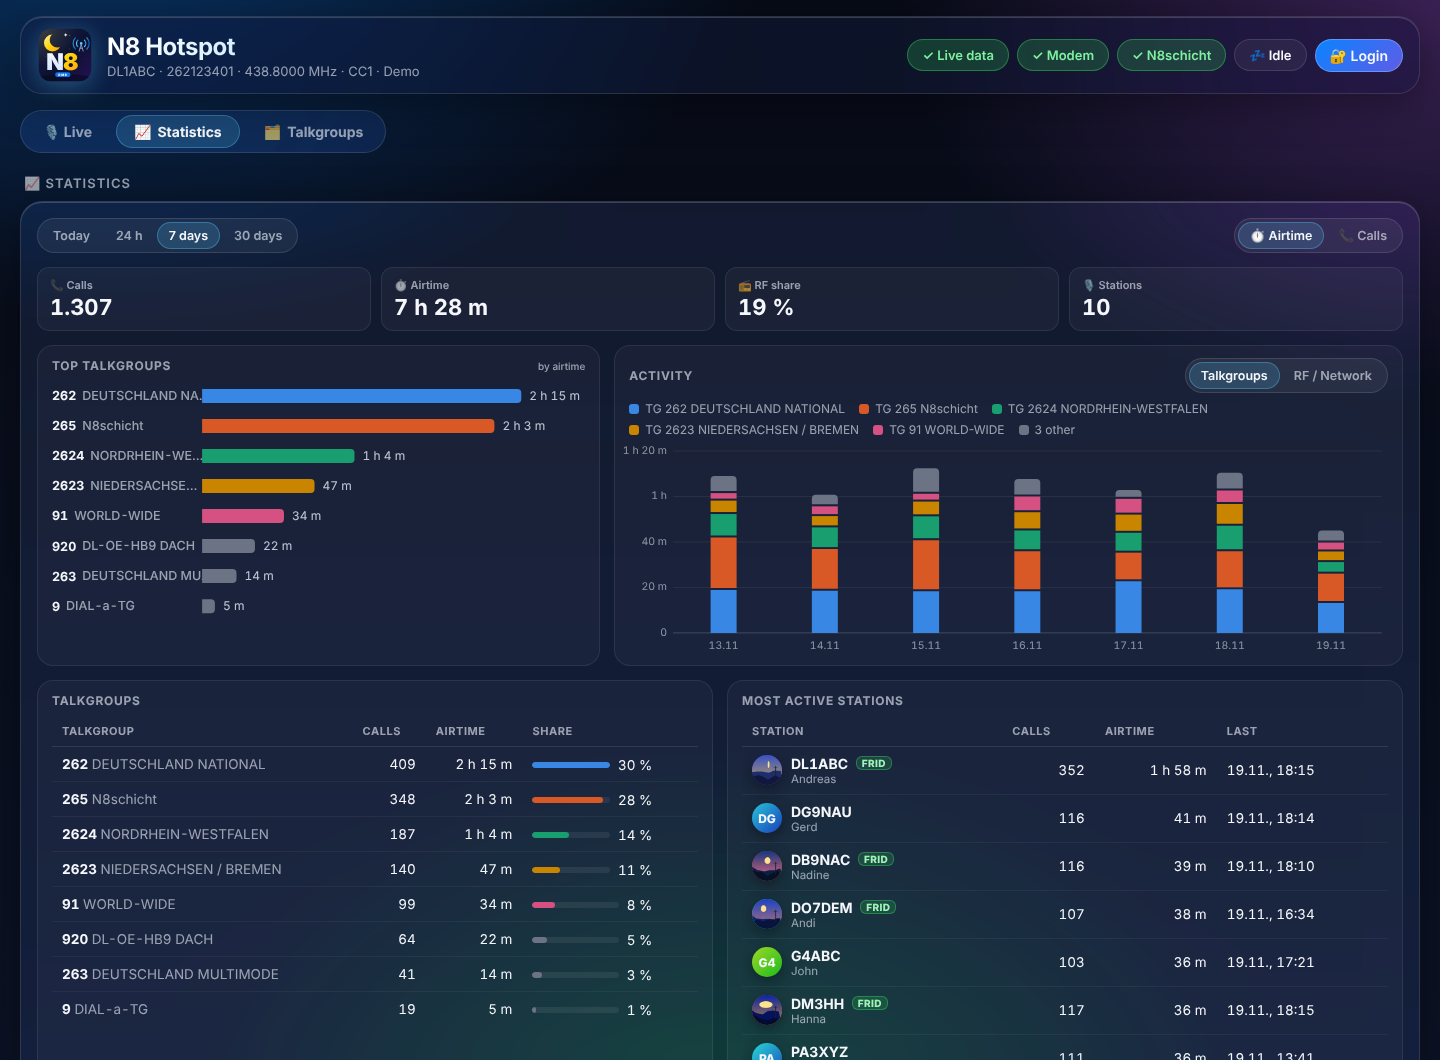 N8 Hotspot
DL1ABC · 262123401 · 438.8000 MHz · CC1 · Demo
N8
✓ Live data
✓ Modem
✓ N8schicht
💤 Idle
🔐 Login
🎙️ Live
📈 Statistics
🗂️ Talkgroups
📈 STATISTICS
Today 24 h 7 days 30 days
⏱️ Airtime 📞 Calls
📞 Calls
1.307
⏱️ Airtime
7 h 28 m
📻 RF share
19 %
🎙️ Stations
10
TOP TALKGROUPS by airtime
262 DEUTSCHLAND NA… 2 h 15 m
265 N8schicht 2 h 3 m
2624 NORDRHEIN-WE… 1 h 4 m
2623 NIEDERSACHSE… 47 m
91 WORLD-WIDE 34 m
920 DL-OE-HB9 DACH 22 m
263 DEUTSCHLAND MU 14 m
9 DIAL-a-TG 5 m
ACTIVITY Talkgroups RF / Network
TG 262 DEUTSCHLAND NATIONAL TG 265 N8schicht TG 2624 NORDRHEIN-WESTFALEN
TG 2623 NIEDERSACHSEN / BREMEN TG 91 WORLD-WIDE 3 other
1 h 20 m
1 h
40 m
20 m
0
13.11 14.11 15.11 16.11 17.11 18.11 19.11
TALKGROUPS
TALKGROUP CALLS AIRTIME SHARE
262 DEUTSCHLAND NATIONAL 409 2 h 15 m 30 %
265 N8schicht 348 2 h 3 m 28 %
2624 NORDRHEIN-WESTFALEN 187 1 h 4 m 14 %
2623 NIEDERSACHSEN / BREMEN 140 47 m 11 %
91 WORLD-WIDE 99 34 m 8 %
920 DL-OE-HB9 DACH 64 22 m 5 %
263 DEUTSCHLAND MULTIMODE 41 14 m 3 %
9 DIAL-a-TG 19 5 m 1 %
MOST ACTIVE STATIONS
STATION CALLS AIRTIME LAST
DL1ABC FRID 352 1 h 58 m 19.11., 18:15
Andreas
DG DG9NAU 116 41 m 19.11., 18:14
Gerd
DB9NAC FRID 116 39 m 19.11., 18:10
Nadine
DO7DEM FRID 107 38 m 19.11., 16:34
Andi
G4 G4ABC 103 36 m 19.11., 17:21
John
DM3HH FRID 117 36 m 19.11., 18:15
Hanna
PA PA3XYZ 111 36 m 19.11., 13:41